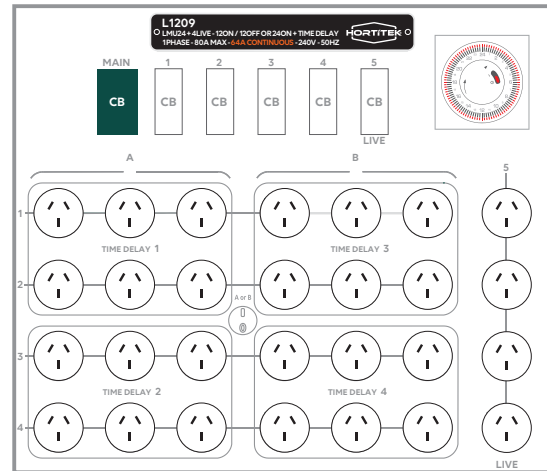 L1209
LMU24 + 4LIVE - 12ON / 12OFF OR 24ON + TIME DELAY
1PHASE - 80A MAX - 64A CONTINUOUS - 240V - 50HZ
HORTITEK
MAIN 1 2 3 4 5
CB CB CB CB CB CB
LIVE
A B 5
1
TIME DELAY 1 TIME DELAY 3
2
A or B
3
TIME DELAY 2 TIME DELAY 4
4
LIVE